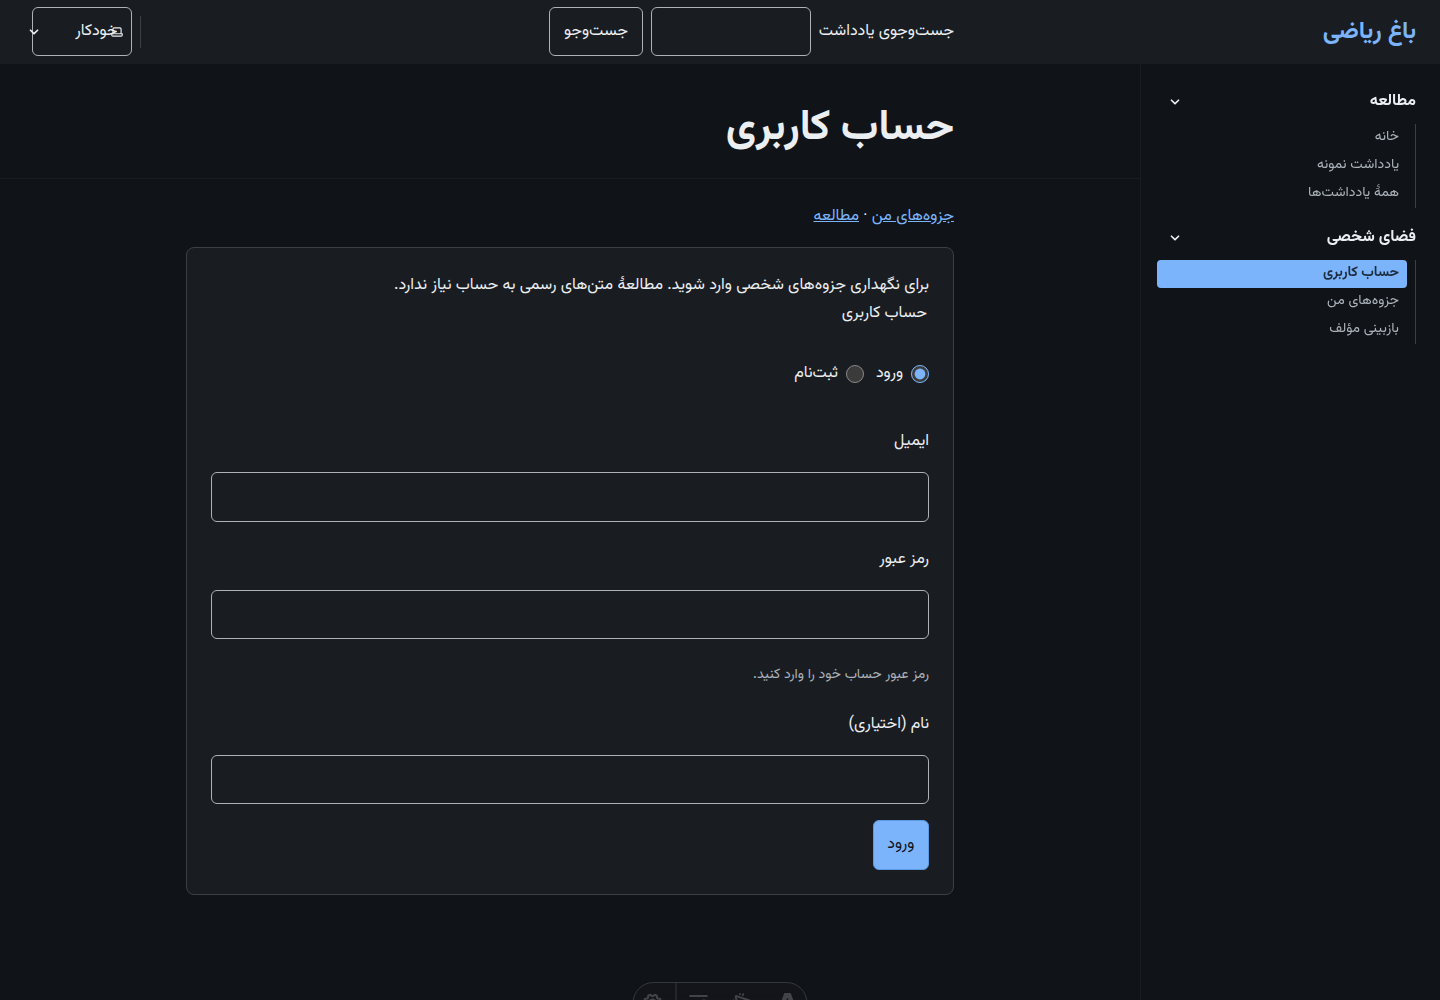 باغ ریاضی
جست‌وجوی یادداشت
جست‌وجو
خودکار
مطالعه
خانه
یادداشت نمونه
همهٔ یادداشت‌ها
فضای شخصی
حساب کاربری
جزوه‌های من
بازبینی مؤلف
حساب کاربری
جزوه‌های من · مطالعه
برای نگهداری جزوه‌های شخصی وارد شوید. مطالعهٔ متن‌های رسمی به حساب نیاز ندارد.
حساب کاربری
ورود ثبت‌نام
ایمیل
رمز عبور
رمز عبور حساب خود را وارد کنید.
نام (اختیاری)
ورود